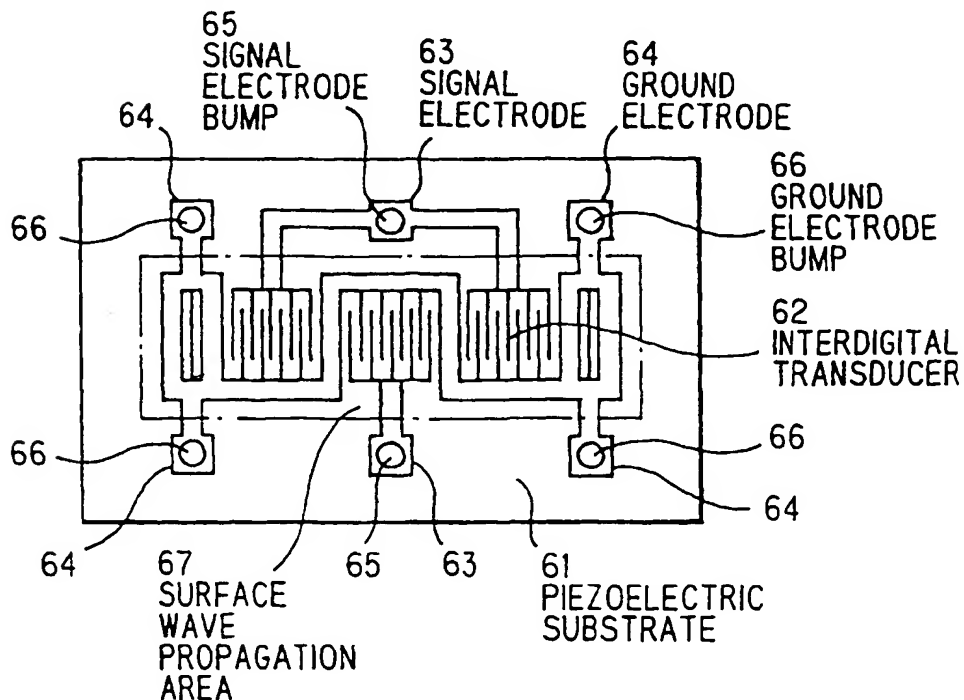 65
SIGNAL
ELECTRODE
BUMP
63
SIGNAL
ELECTRODE
64
GROUND
ELECTRODE
64
66
66
GROUND
ELECTRODE
BUMP
62
INTERDIGITAL
TRANSDUCER
66
66
64
64
67
SURFACE
WAVE
PROPAGATION
AREA
65
63
61
PIEZOELECTRIC
SUBSTRATE